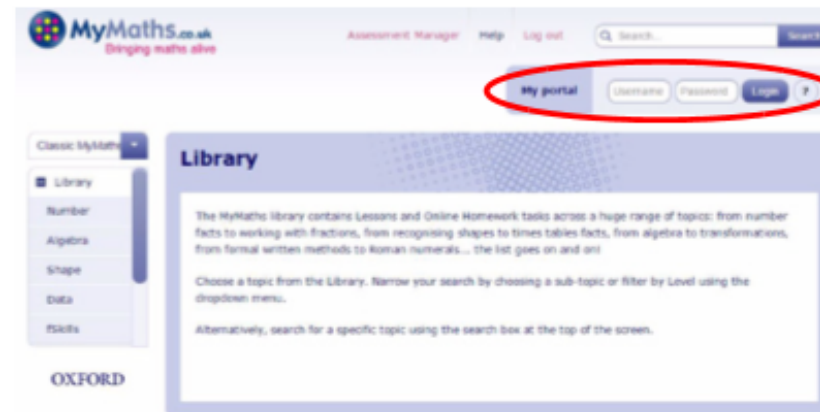 MyMaths.co.uk
Bringing maths alive
Assessment Manager Help Log out Search... Search
My portal Username Password Login ?
Classic MyMaths
Library
Library
Number
Algebra
Shape
Data
fSkills
The MyMaths library contains Lessons and Online Homework tasks across a huge range of topics: from number
facts to working with fractions, from recognising shapes to times tables facts, from algebra to transformations,
from formal written methods to Roman numerals... the list goes on and on!
Choose a topic from the Library. Narrow your search by choosing a sub-topic or filter by Level using the
dropdown menu.
Alternatively, search for a specific topic using the search box at the top of the screen.
OXFORD